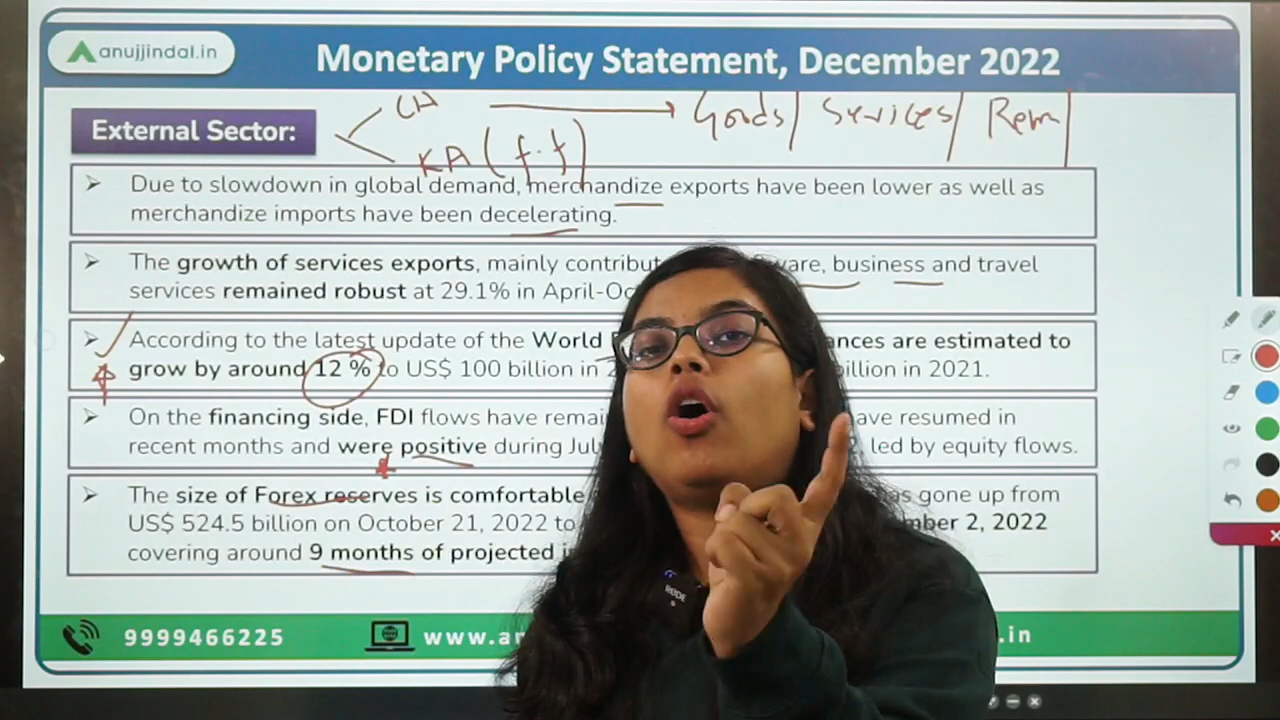 anujjindal.in
Monetary Policy Statement, December 2022
External Sector:
CA → Goods / Services / Rem
KA (f.f)
➢ Due to slowdown in global demand, merchandize exports have been lower as well as
merchandize imports have been decelerating.
➢ The growth of services exports, mainly contribut ware, business and travel
services remained robust at 29.1% in April-Oc
➢ According to the latest update of the World ances are estimated to
grow by around 12 % to US$ 100 billion in 2 billion in 2021.
➢ On the financing side, FDI flows have remai ave resumed in
recent months and were positive during July led by equity flows.
➢ The size of Forex reserves is comfortable as gone up from
US$ 524.5 billion on October 21, 2022 to mber 2, 2022
covering around 9 months of projected i
RODE
9999466225 www.an .in